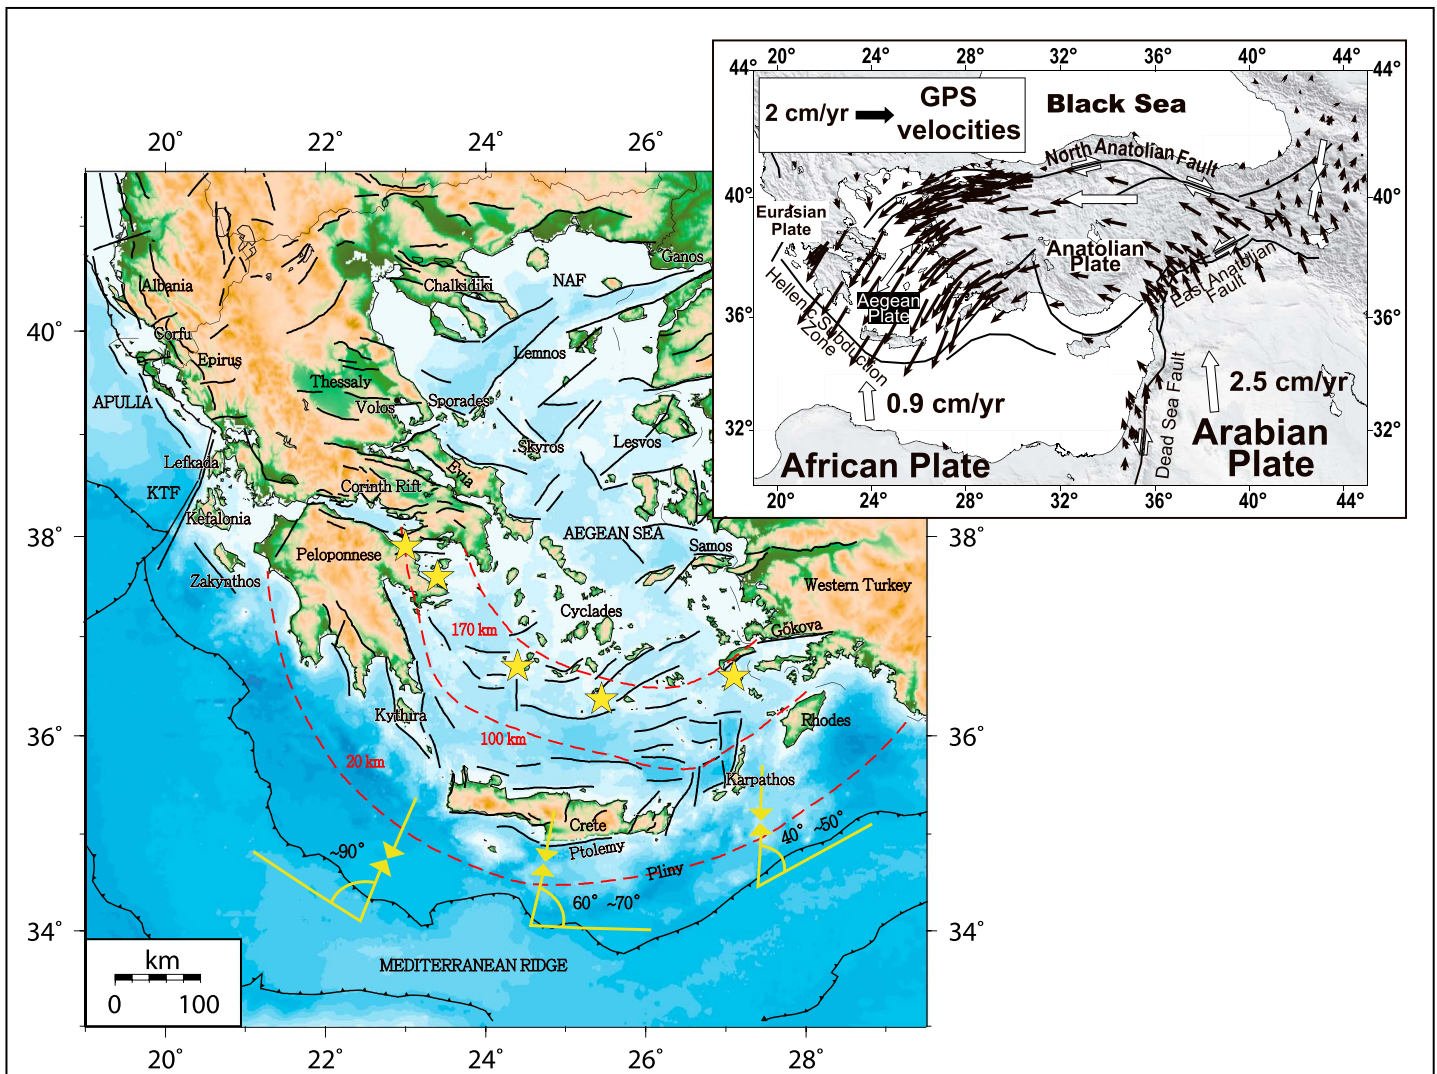 20° 24° 28° 32° 36° 40° 44°
44° 44°
2 cm/yr GPS
velocities
Black Sea
North Anatolian Fault
40° 40°
Eurasian
Plate
Anatolian
Plate
East Anatolian
Fault
Aegean
Plate
36° 36°
Hellenic Subduction
Zone
Dead Sea Fault
0.9 cm/yr
2.5 cm/yr
32° 32°
Arabian
Plate
African Plate
20° 24° 28° 32° 36° 40° 44°
20° 22° 24° 26°
Ganos
NAF
Albania
Chalkidiki
40°
Corfu
Epirus
Lemnos
Thessaly
APULIA
Volos
Sporades
Skyros
Lesvos
Lefkada
Evia
KTF
Corinth Rift
Kefalonia
38° 38°
AEGEAN SEA
Samos
Peloponnese
Zakynthos
Western Turkey
Cyclades
170 km
Gökova
Kythira
Rhodes
36° 36°
100 km
20 km
Karpathos
Crete
Ptolemy
40° ~50°
~90°
Pliny
60° ~70°
34° 34°
MEDITERRANEAN RIDGE
km
0 100
20° 22° 24° 26° 28°